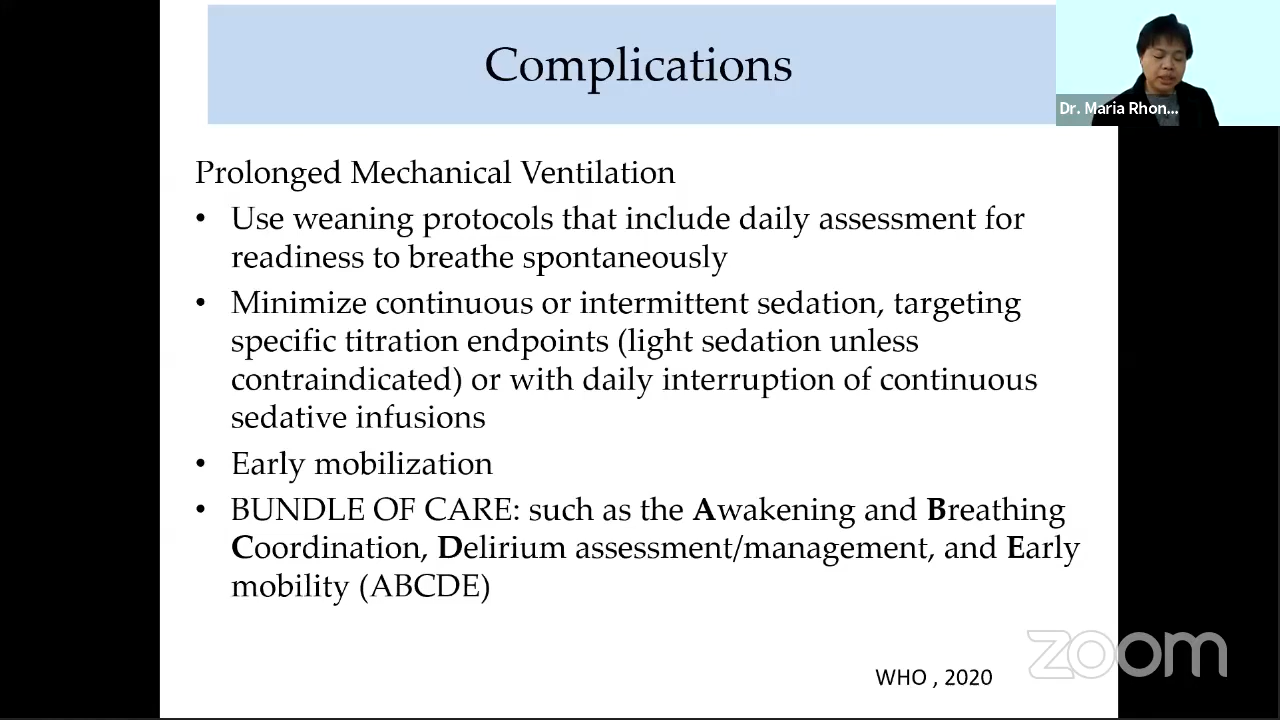 Complications
Dr. Maria Rhon...
Prolonged Mechanical Ventilation
• Use weaning protocols that include daily assessment for
readiness to breathe spontaneously
• Minimize continuous or intermittent sedation, targeting
specific titration endpoints (light sedation unless
contraindicated) or with daily interruption of continuous
sedative infusions
• Early mobilization
• BUNDLE OF CARE: such as the Awakening and Breathing
Coordination, Delirium assessment/management, and Early
mobility (ABCDE)
WHO , 2020
zoom